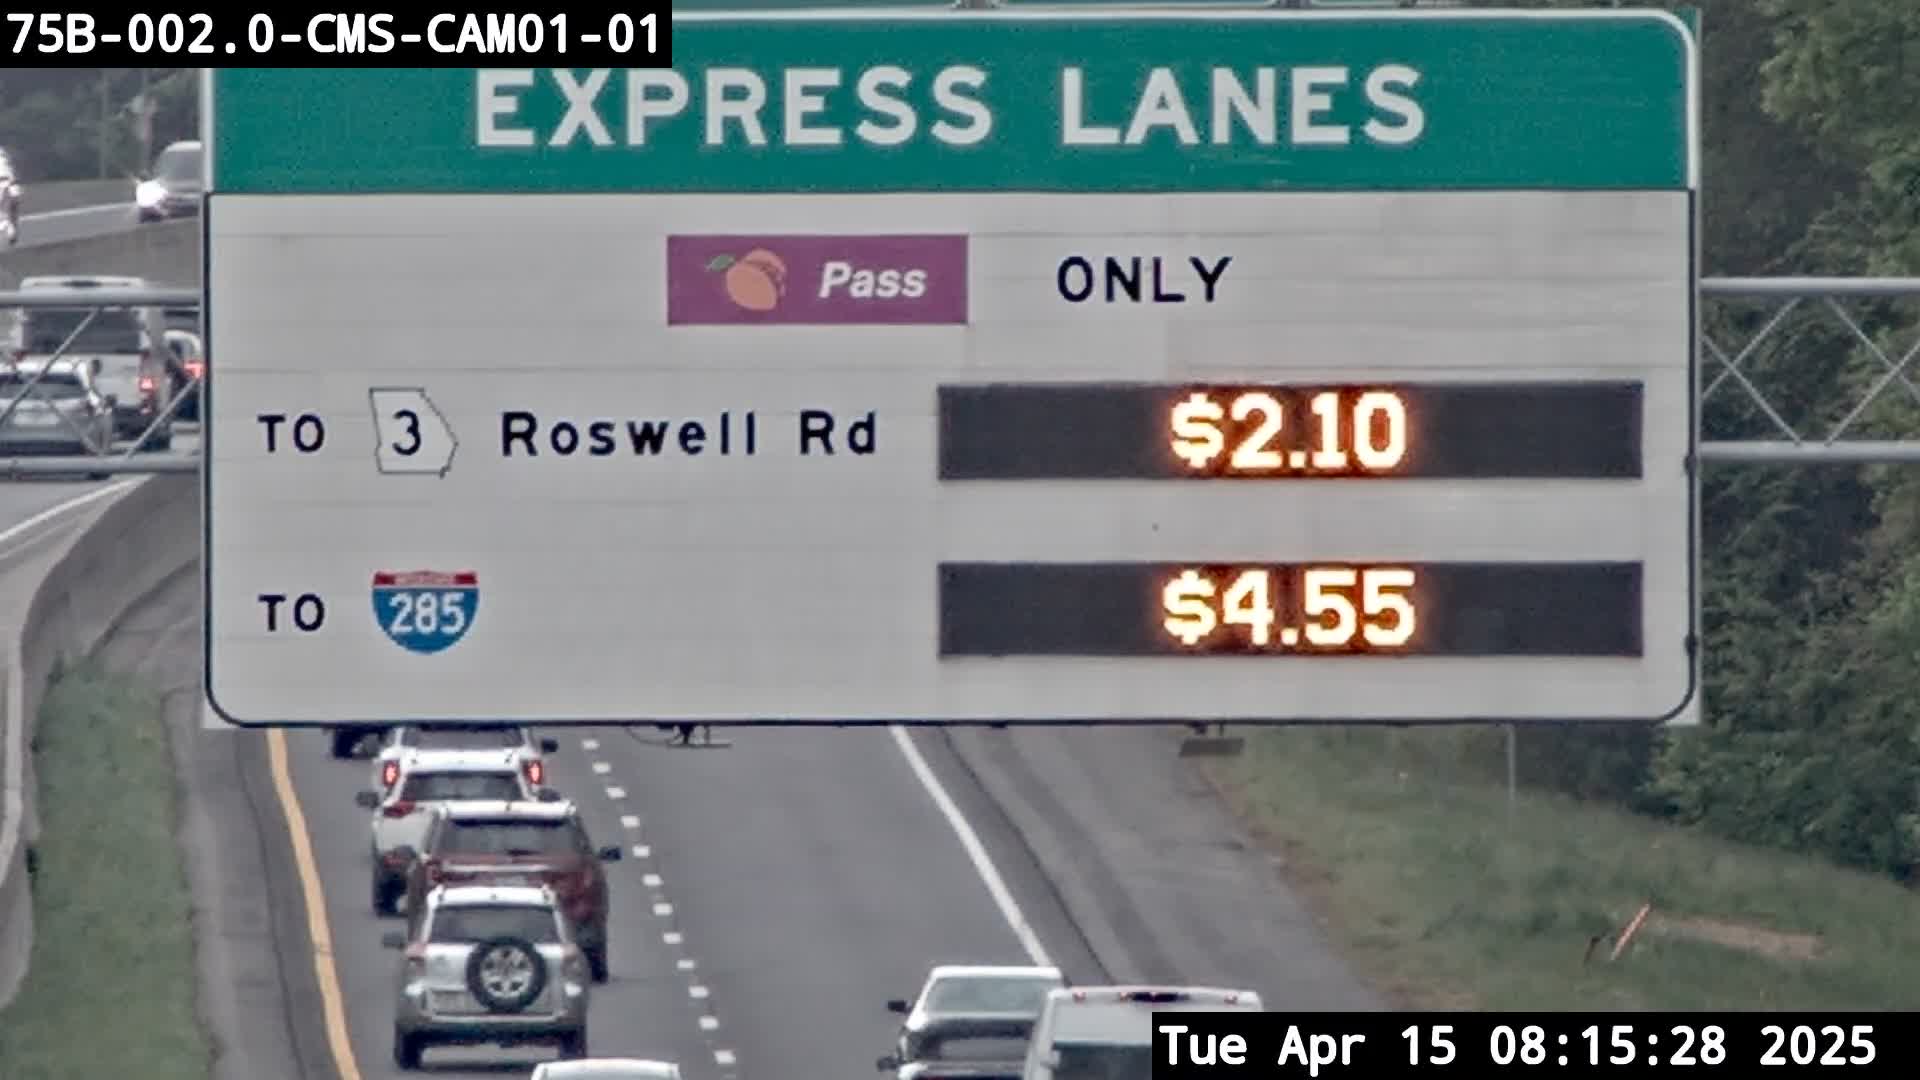 75B-002.0-CMS-CAM01-01
EXPRESS LANES
Pass ONLY
TO 3 Roswell Rd $2.10
TO 285 $4.55
Tue Apr 15 08:15:28 2025